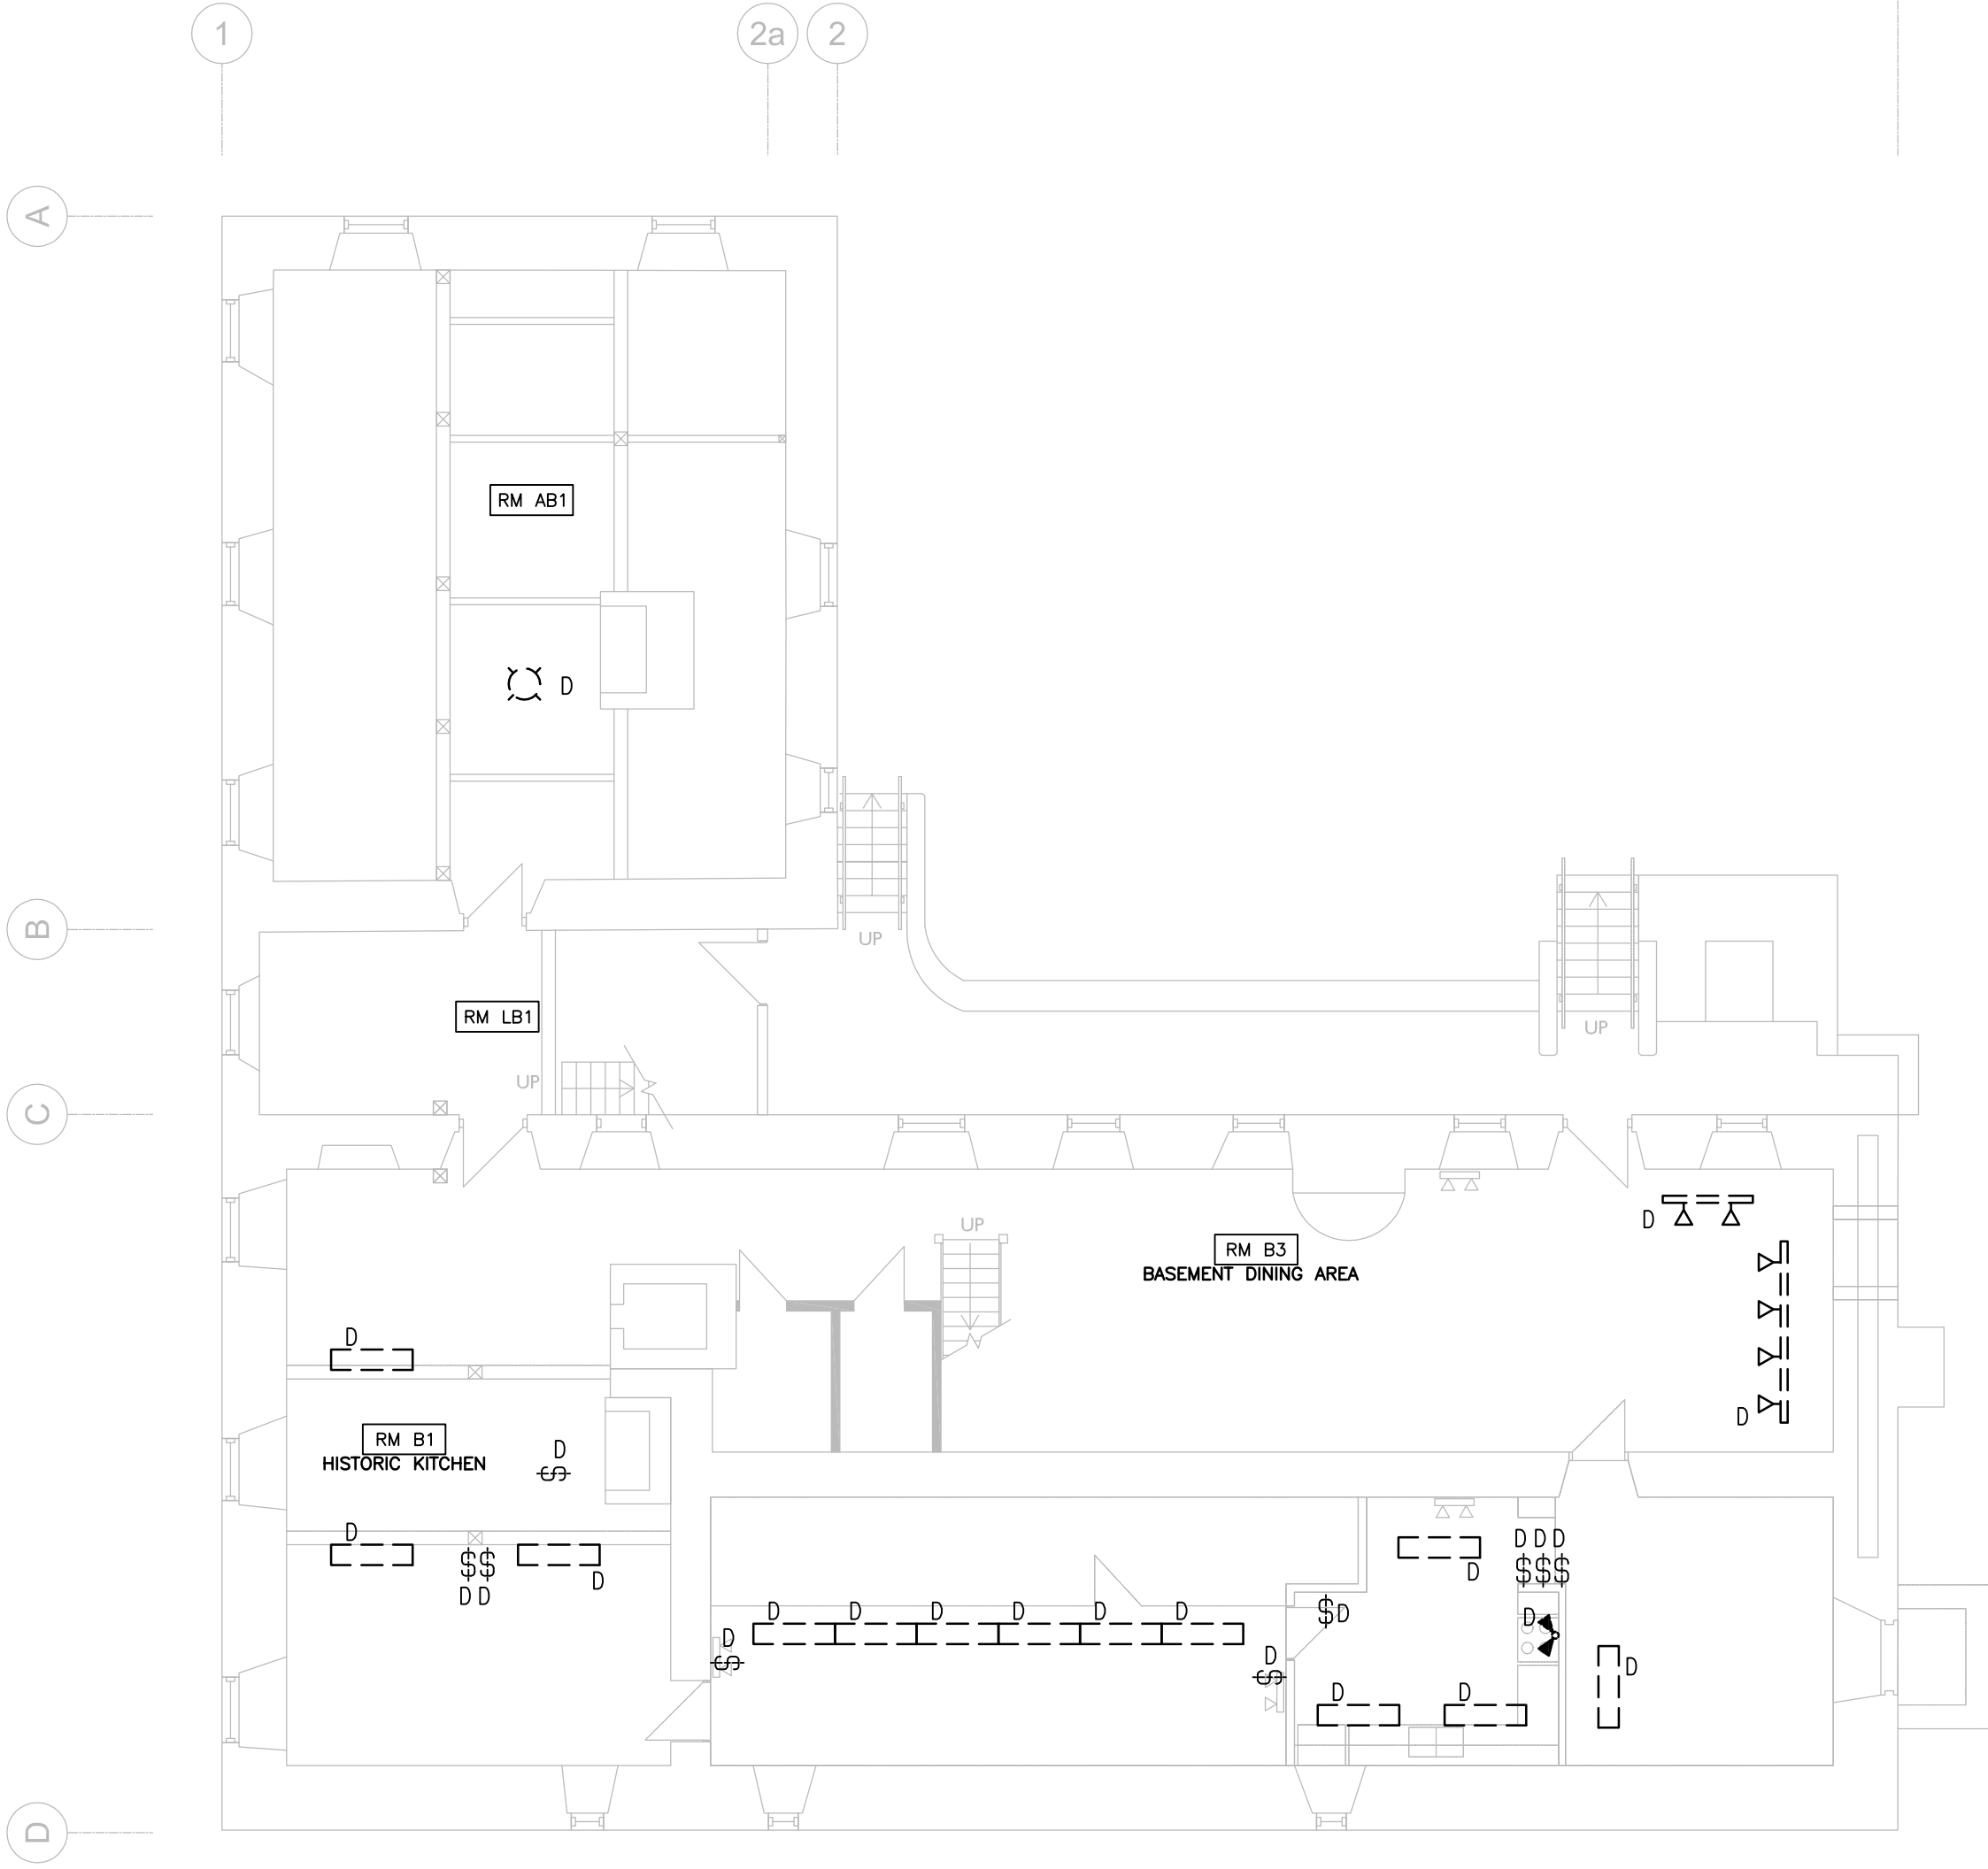 1
2a
2
A
RM AB1
D
B
UP
RM LB1
UP
UP
C
UP
RM B3
BASEMENT DINING AREA
D
D
D
RM B1
HISTORIC KITCHEN
D
$
D
$ $
D D
D
D D D D D D
D
$
D
$
$ D
D
D D D
$ $ $
D
D
D
D
D